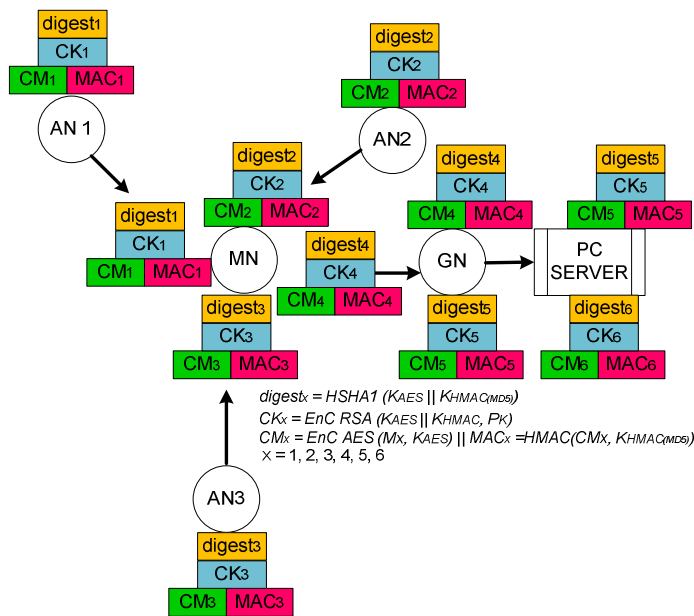 digest1
CK1
CM1 MAC1
AN 1
digest2
CK2
CM2 MAC2
AN2
digest2
CK2
CM2 MAC2
digest1
CK1
CM1 MAC1
MN
digest3
CK3
CM3 MAC3
digest4
CK4
CM4 MAC4
digest4
CK4
CM4 MAC4
GN
digest5
CK5
CM5 MAC5
digest5
CK5
CM5 MAC5
PC
SERVER
digest6
CK6
CM6 MAC6
digestx = HSHA1 (KAES || KHMAC(MD5))
CKx = EnC RSA (KAES || KHMAC, PK)
CMx = EnC AES (Mx, KAES) || MACx =HMAC(CMx, KHMAC(MD5))
x = 1, 2, 3, 4, 5, 6
AN3
digest3
CK3
CM3 MAC3